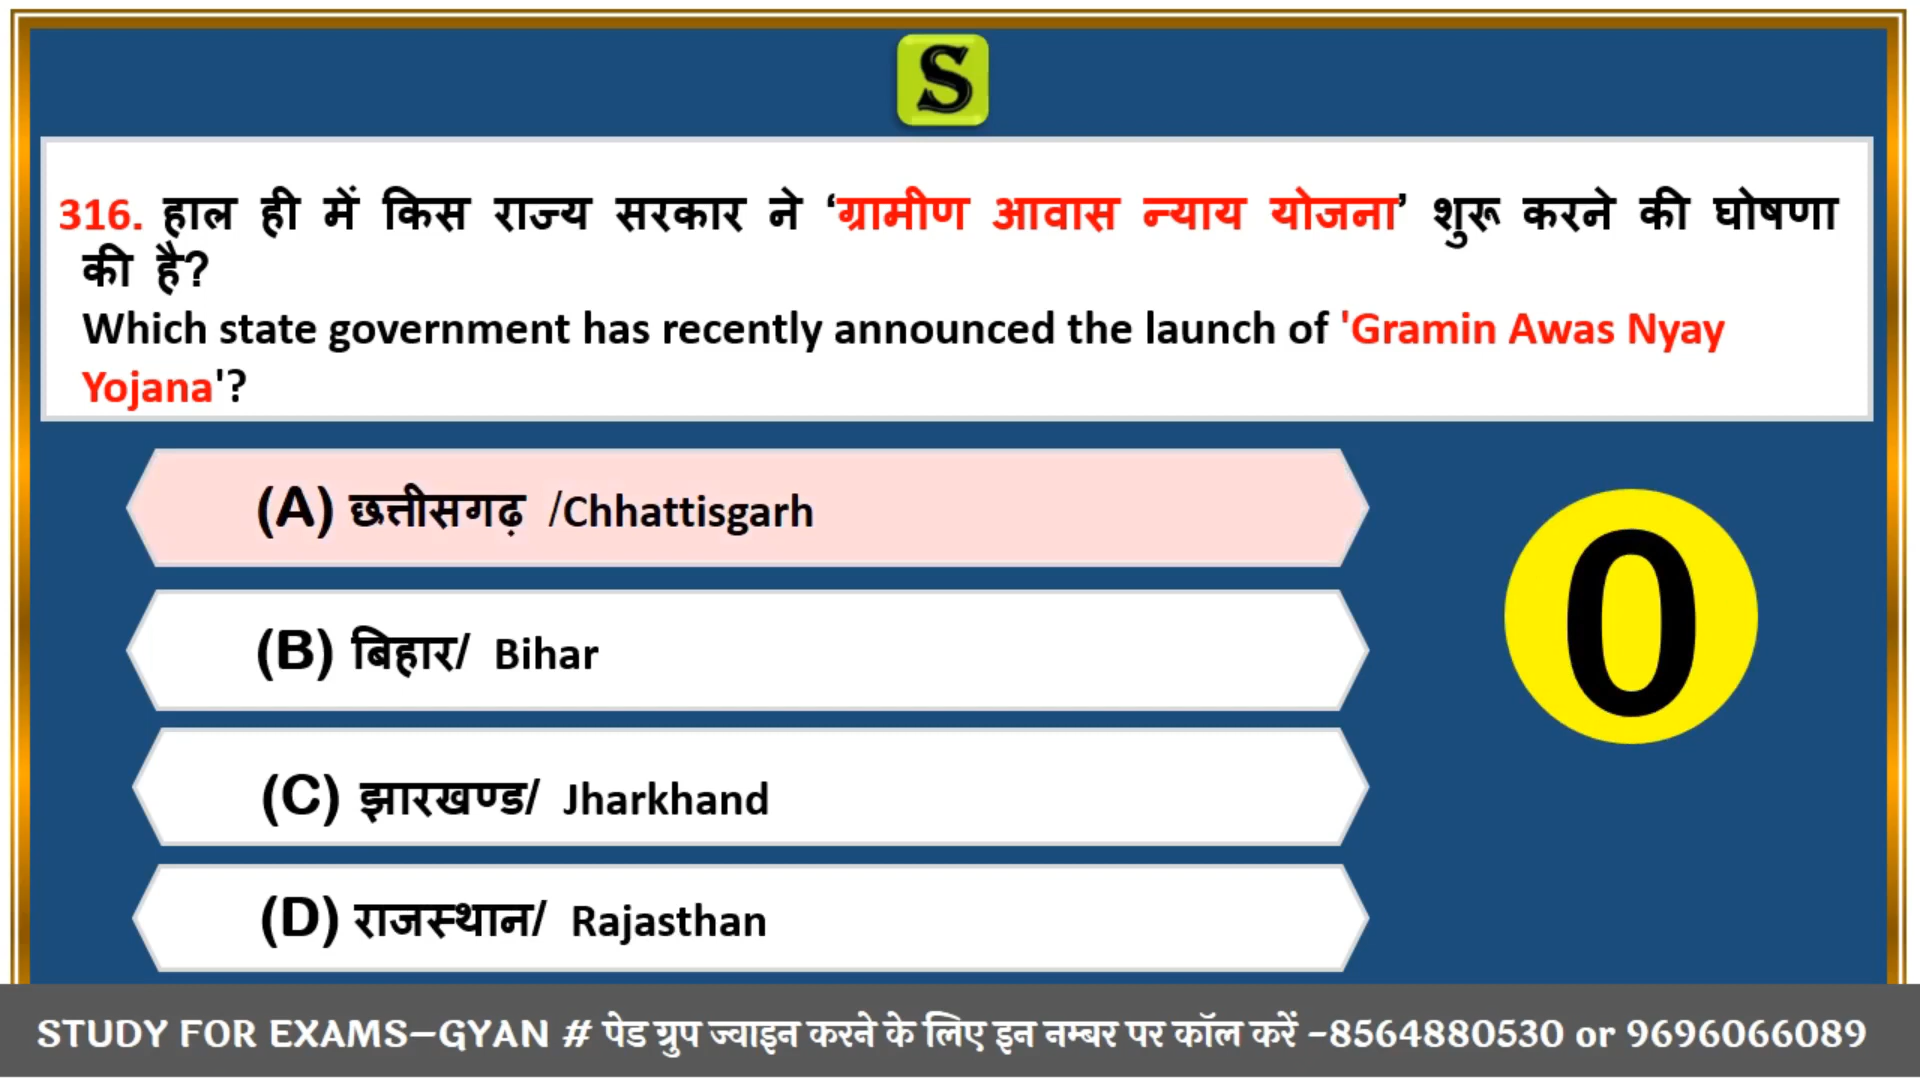 S
316. हाल ही में किस राज्य सरकार ने ‘ग्रामीण आवास न्याय योजना’ शुरू करने की घोषणा
की है?
Which state government has recently announced the launch of 'Gramin Awas Nyay
Yojana'?
(A) छत्तीसगढ़ /Chhattisgarh
0
(B) बिहार/ Bihar
(C) झारखण्ड/ Jharkhand
(D) राजस्थान/ Rajasthan
STUDY FOR EXAMS–GYAN # पेड ग्रुप ज्वाइन करने के लिए इन नम्बर पर कॉल करें –8564880530 or 9696066089